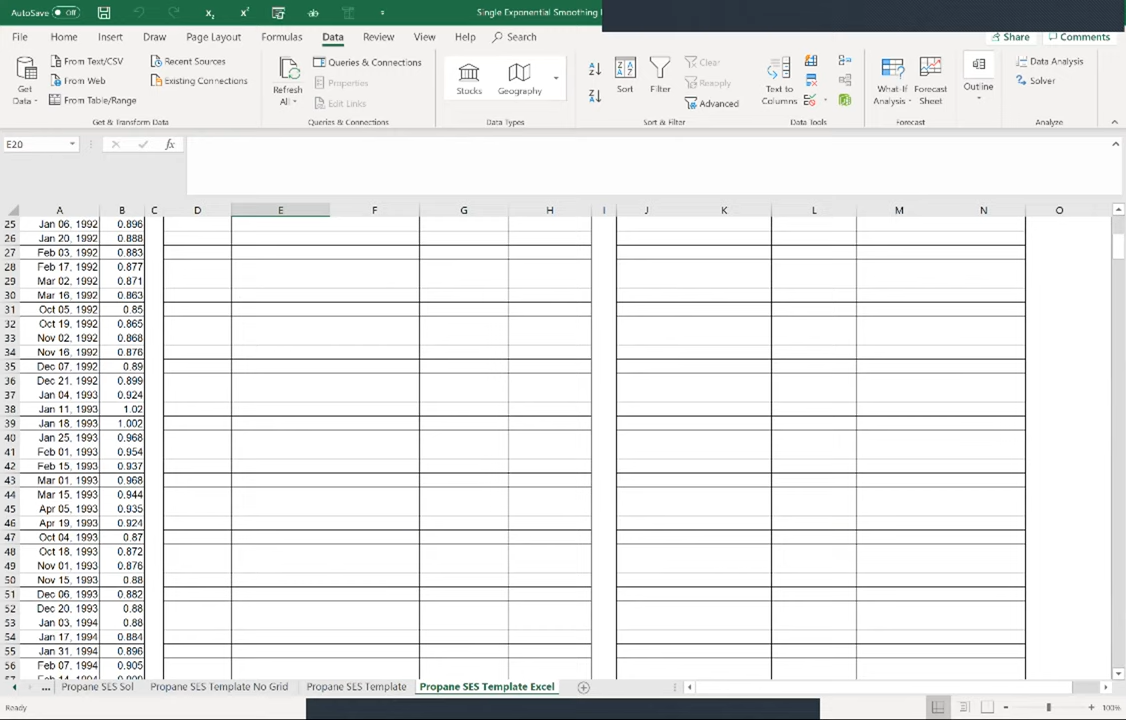 AutoSave Off Single Exponential Smoothing
File Home Insert Draw Page Layout Formulas Data Review View Help Search Share Comments
Get Data From Text/CSV From Web From Table/Range Recent Sources Existing Connections
Get & Transform Data
Refresh All Queries & Connections Properties Edit Links
Queries & Connections
Stocks Geography
Data Types
Sort Filter Clear Reapply Advanced
Sort & Filter
Text to Columns
Data Tools
What-If Analysis Forecast Sheet
Forecast
Outline
Data Analysis Solver
Analyze
E20 fx
A B C D E F G H I J K L M N O
25 Jan 06, 1992 0.896
26 Jan 20, 1992 0.888
27 Feb 03, 1992 0.883
28 Feb 17, 1992 0.877
29 Mar 02, 1992 0.871
30 Mar 16, 1992 0.863
31 Oct 05, 1992 0.85
32 Oct 19, 1992 0.865
33 Nov 02, 1992 0.868
34 Nov 16, 1992 0.876
35 Dec 07, 1992 0.89
36 Dec 21, 1992 0.899
37 Jan 04, 1993 0.924
38 Jan 11, 1993 1.02
39 Jan 18, 1993 1.002
40 Jan 25, 1993 0.968
41 Feb 01, 1993 0.954
42 Feb 15, 1993 0.937
43 Mar 01, 1993 0.968
44 Mar 15, 1993 0.944
45 Apr 05, 1993 0.935
46 Apr 19, 1993 0.924
47 Oct 04, 1993 0.87
48 Oct 18, 1993 0.872
49 Nov 01, 1993 0.876
50 Nov 15, 1993 0.88
51 Dec 06, 1993 0.882
52 Dec 20, 1993 0.88
53 Jan 03, 1994 0.88
54 Jan 17, 1994 0.884
55 Jan 31, 1994 0.896
56 Feb 07, 1994 0.905
... Propane SES Sol Propane SES Template No Grid Propane SES Template Propane SES Template Excel
Ready 100%